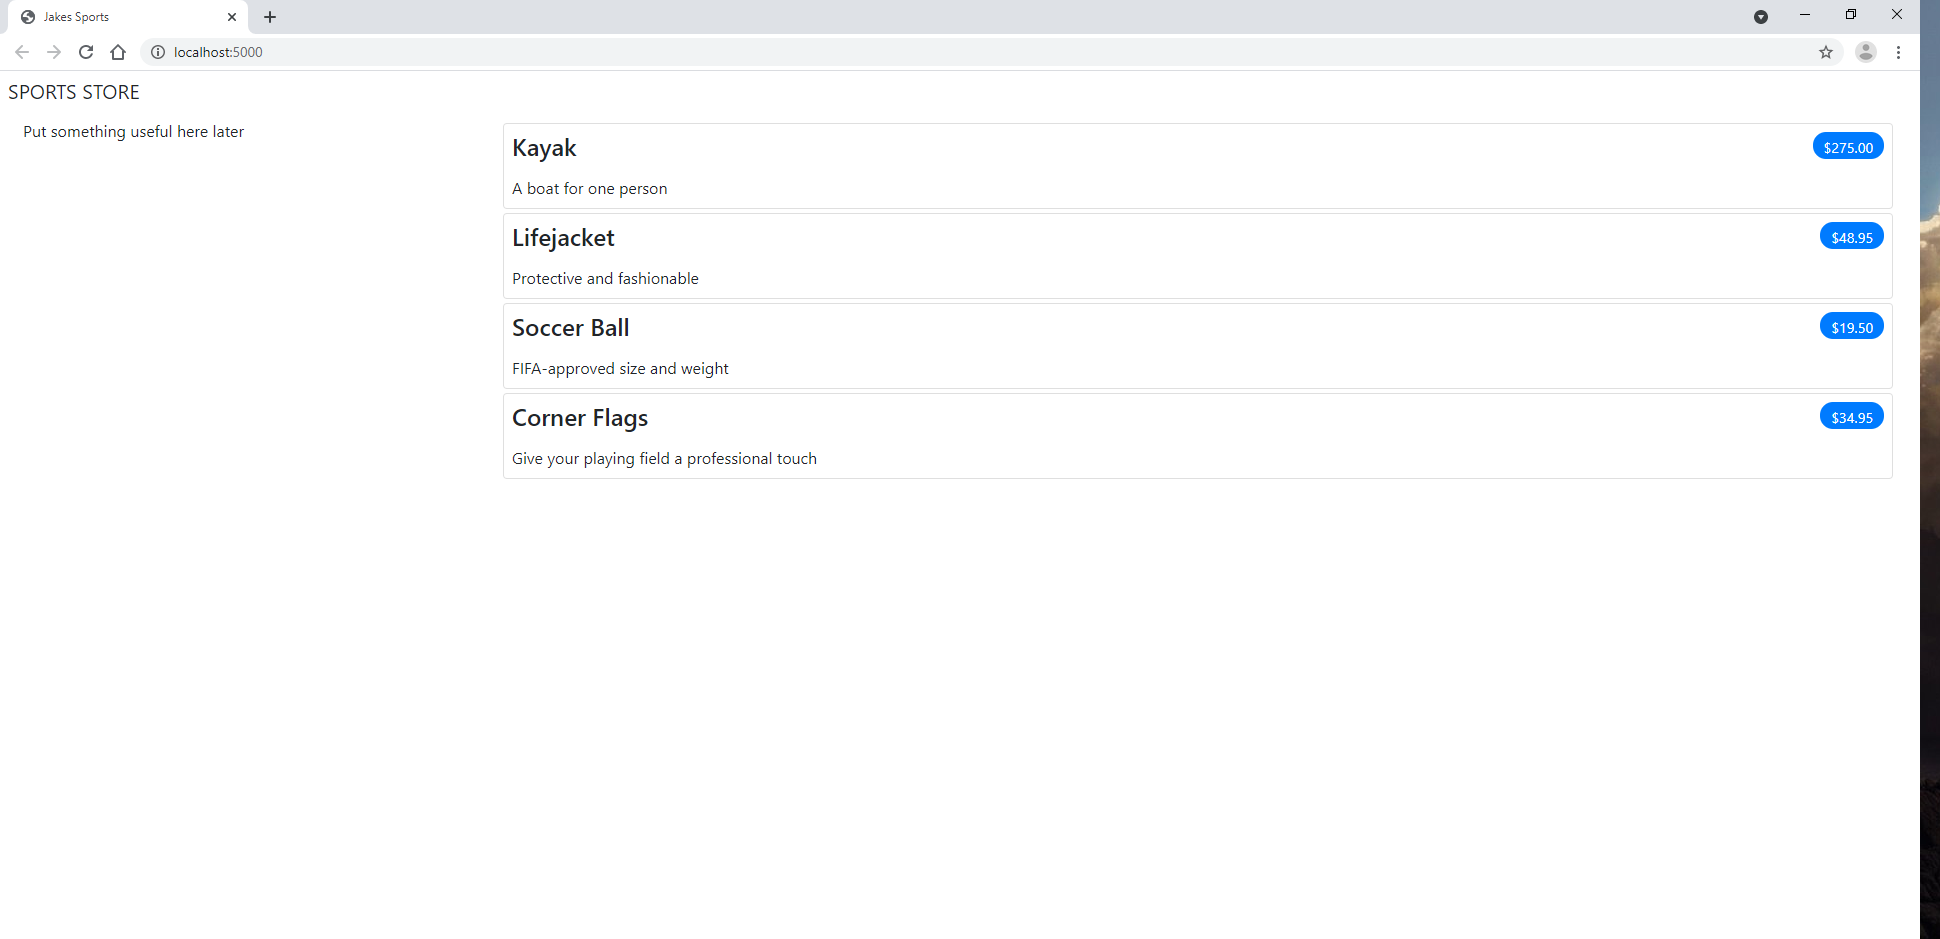 Jakes Sports
localhost:5000
SPORTS STORE
Put something useful here later
Kayak
$275.00
A boat for one person
Lifejacket
$48.95
Protective and fashionable
Soccer Ball
$19.50
FIFA-approved size and weight
Corner Flags
$34.95
Give your playing field a professional touch